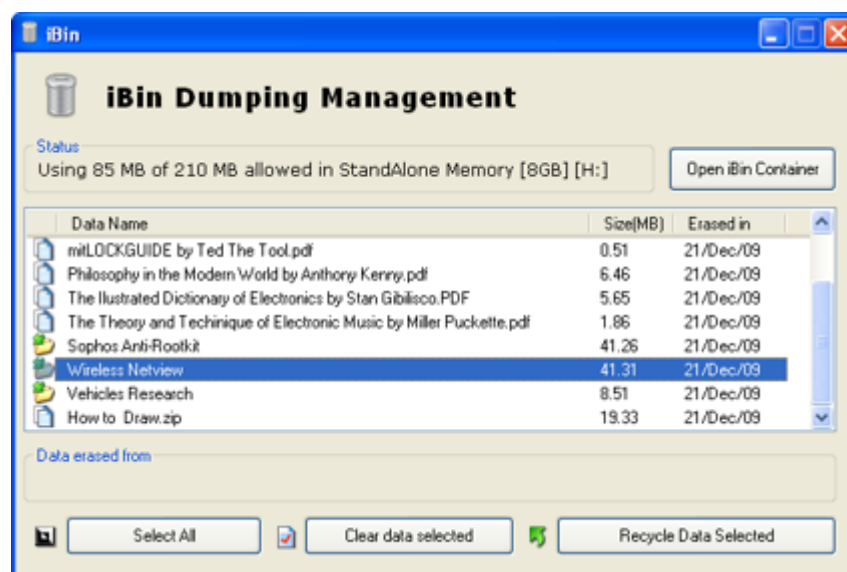 iBin
iBin Dumping Management
Status
Using 85 MB of 210 MB allowed in StandAlone Memory [8GB] [H:]
Open iBin Container
Data Name Size(MB) Erased in
mitLOCKGUIDE by Ted The Tool.pdf 0.51 21/Dec/09
Philosophy in the Modern World by Anthony Kenny.pdf 6.46 21/Dec/09
The Ilustrated Dictionary of Electronics by Stan Gibilisco.PDF 5.65 21/Dec/09
The Theory and Techinique of Electronic Music by Miller Puckette.pdf 1.86 21/Dec/09
Sophos Anti-Rootkit 41.26 21/Dec/09
Wireless Netview 41.31 21/Dec/09
Vehicles Research 8.51 21/Dec/09
How to Draw.zip 19.33 21/Dec/09
Data erased from
Select All Clear data selected Recycle Data Selected